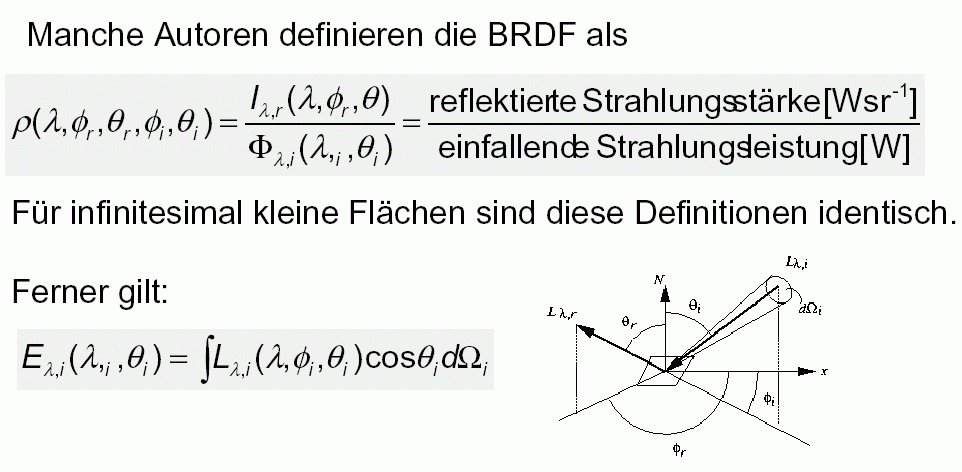 Manche Autoren definieren die BRDF als
ρ(λ,ϕr,θr,ϕi,θi) = Iλ,r(λ,ϕr,θ) / Φλ,i(λ,i,θi) = reflektierte Strahlungsstärke[Wsr⁻¹] / einfallende Strahlungsleistung[W]
Für infinitesimal kleine Flächen sind diese Definitionen identisch.
Ferner gilt:
Eλ,i(λ,i,θi) = ∫Lλ,i(λ,ϕi,θi)cosθi dΩi
N
Lλ,i
Lλ,r
θr
θi
dΩi
x
ϕi
ϕr